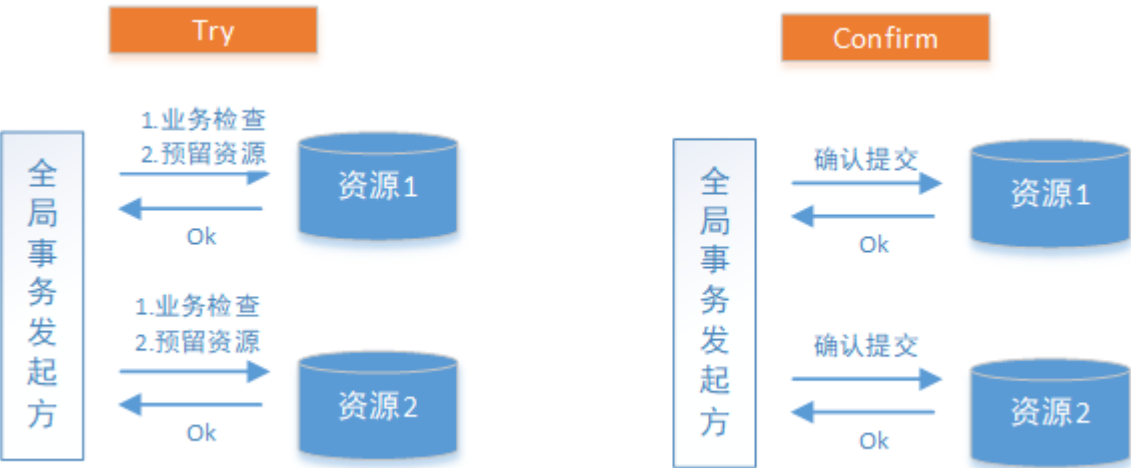 Try
1.业务检查
2.预留资源
全局事务发起方
资源1
Ok
1.业务检查
2.预留资源
资源2
Ok
Confirm
确认提交
全局事务发起方
资源1
Ok
确认提交
资源2
Ok